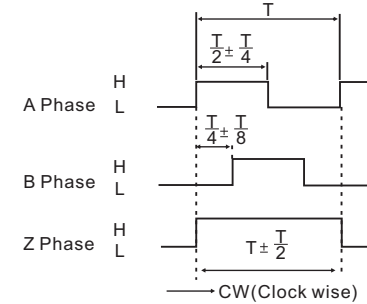 T
T/2 ± T/4
H
A Phase L
T/4 ± T/8
H
B Phase L
H
Z Phase L
T ± T/2
CW(Clock wise)